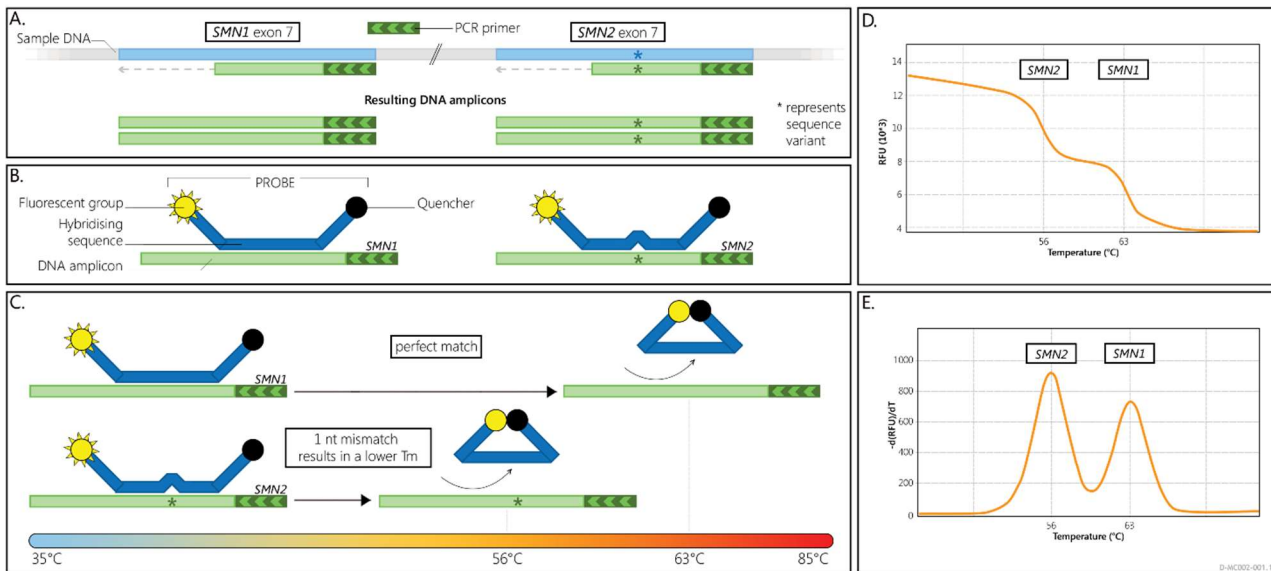 A.
SMN1 exon 7
PCR primer
SMN2 exon 7
Sample DNA
*
*
Resulting DNA amplicons
* represents
sequence
variant
*
*
B.
PROBE
Fluorescent group
Quencher
Hybridising
sequence
SMN1
SMN2
DNA amplicon
*
C.
perfect match
SMN1
1 nt mismatch
results in a lower Tm
SMN2
*
*
35°C
56°C
63°C
85°C
D.
14
SMN2
SMN1
12
RFU (10*3)
10
8
6
4
56
63
Temperature (°C)
E.
SMN2
SMN1
1000
800
-d(RFU)/dT
600
400
200
0
56
63
Temperature (°C)